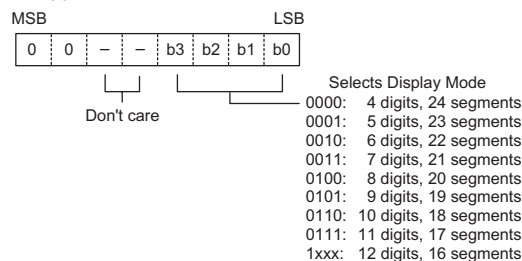 MSB LSB
0 0 – – b3 b2 b1 b0
Don't care
Selects Display Mode
0000: 4 digits, 24 segments
0001: 5 digits, 23 segments
0010: 6 digits, 22 segments
0011: 7 digits, 21 segments
0100: 8 digits, 20 segments
0101: 9 digits, 19 segments
0110: 10 digits, 18 segments
0111: 11 digits, 17 segments
1xxx: 12 digits, 16 segments